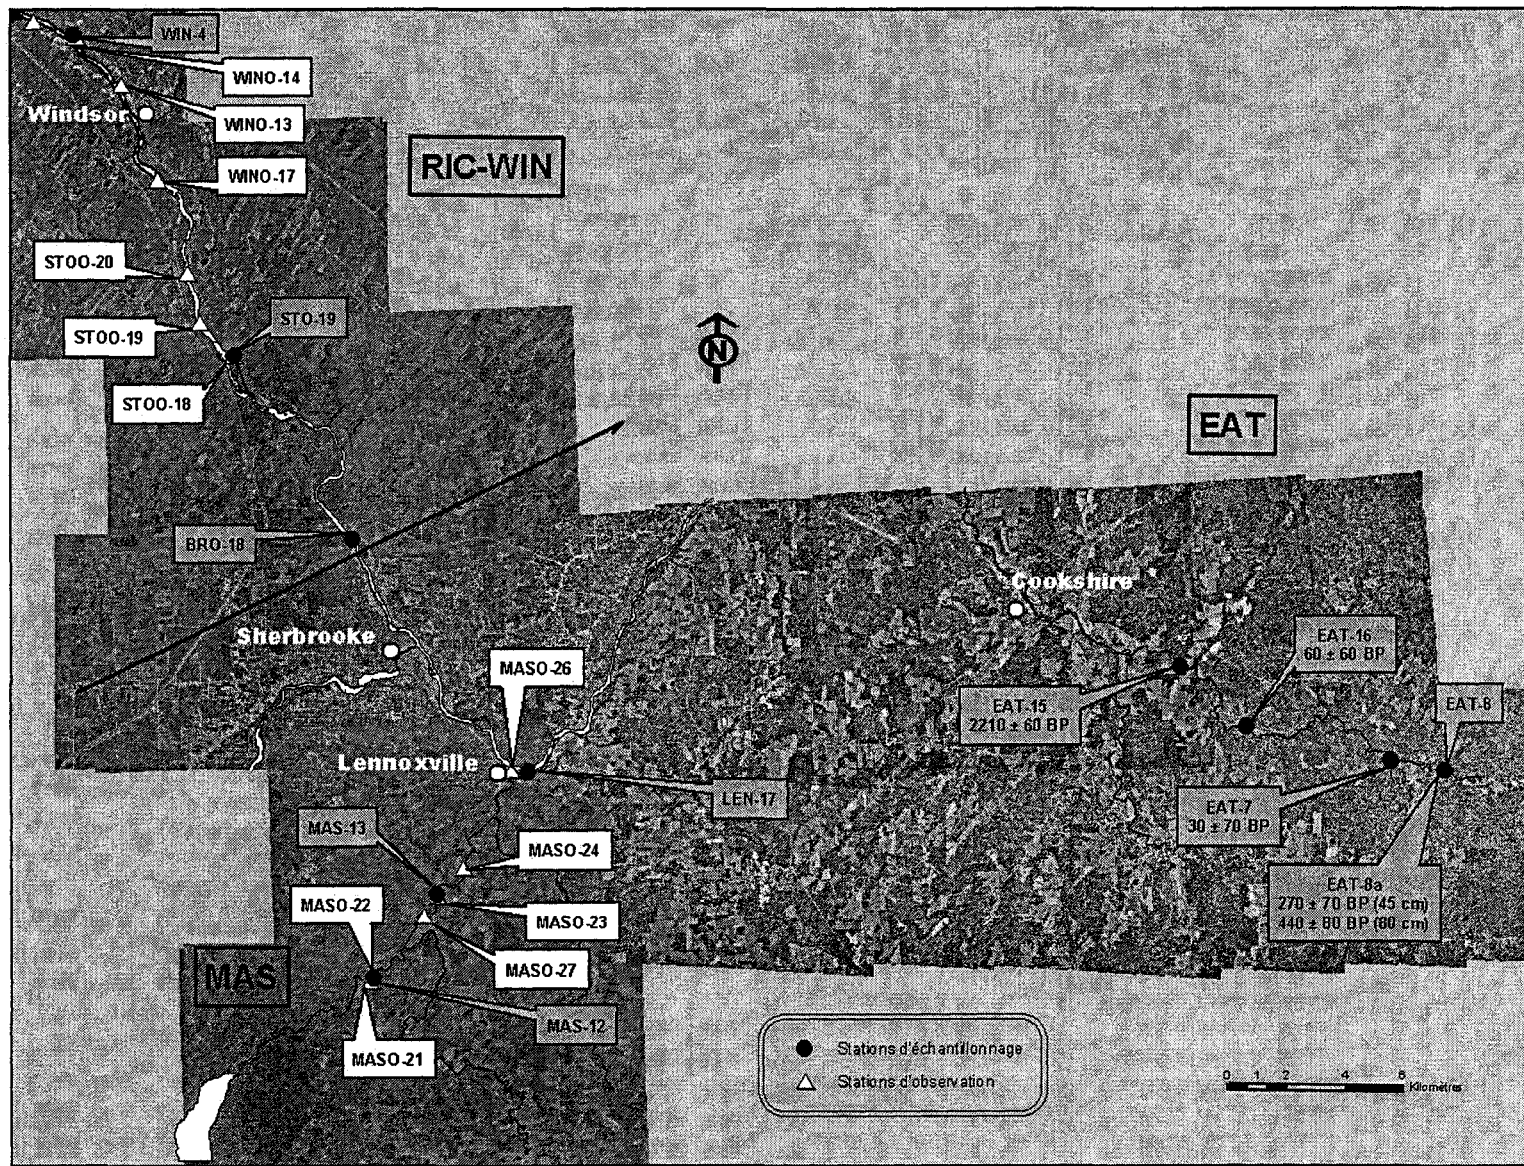 WIN-4
WINO-14
WINO-13
Windsor
WINO-17
RIC-WIN
STOO-20
STO-19
STOO-19
STOO-18
N
EAT
BRO-18
Cookshire
Sherbrooke
EAT-16
60 ± 60 BP
MASO-26
EAT-15
2210 ± 60 BP
EAT-8
Lennoxville
LEN-17
EAT-7
30 ± 70 BP
MAS-13
MASO-24
EAT-8a
270 ± 70 BP (45 cm)
440 ± 80 BP (80 cm)
MASO-22
MASO-23
MASO-27
MAS
MAS-12
MASO-21
Stations d'échantillonnage
Stations d'observation
0 1 2 4 6
Kilomètres